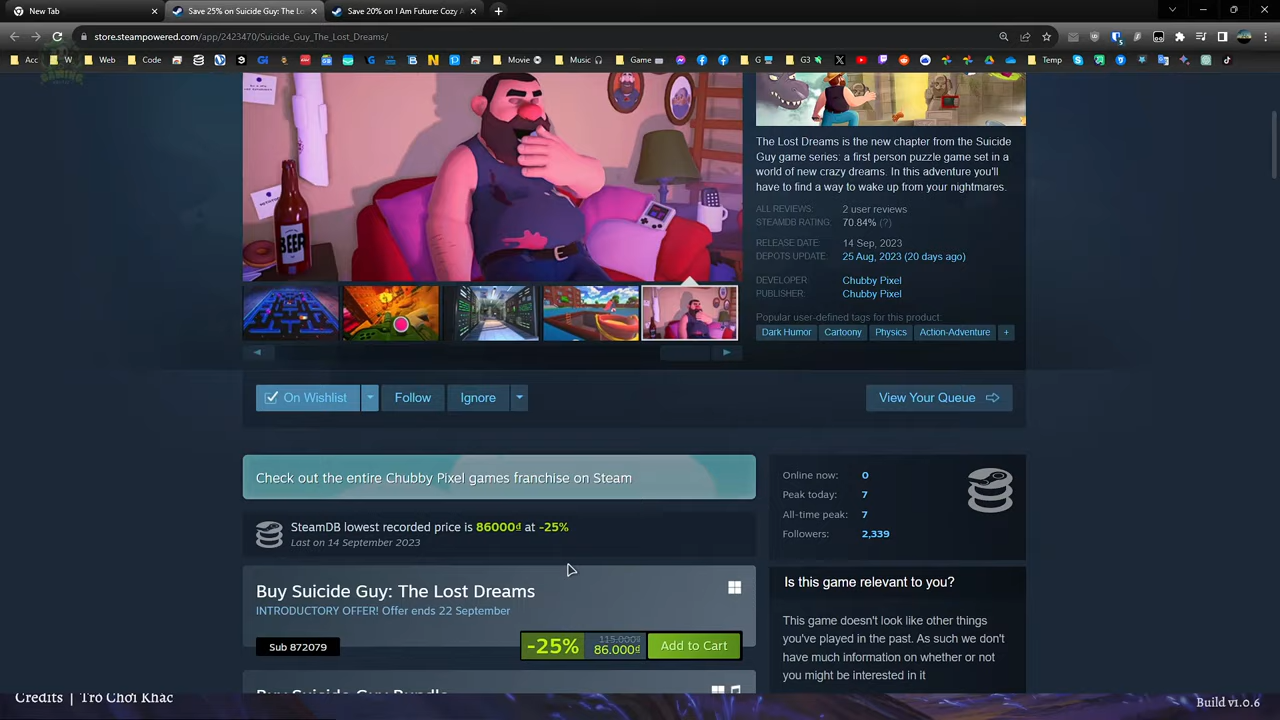 New Tab
Save 25% on Suicide Guy: The Lo
Save 20% on I Am Future: Cozy A
store.steampowered.com/app/2423470/Suicide_Guy_The_Lost_Dreams/
Acc
W
Web
Movie
Music
Game
G3
Temp
GAMING
The Lost Dreams is the new chapter from the Suicide
Guy game series: a first person puzzle game set in a
world of new crazy dreams. In this adventure you'll
have to find a way to wake up from your nightmares.
ALL REVIEWS: 2 user reviews
STEAMDB RATING: 70.84% (?)
RELEASE DATE: 14 Sep, 2023
DEPOTS UPDATE: 25 Aug, 2023 (20 days ago)
DEVELOPER: Chubby Pixel
PUBLISHER: Chubby Pixel
Popular user-defined tags for this product:
Dark Humor Cartoony Physics Action-Adventure +
BEER
On Wishlist Follow Ignore View Your Queue
Check out the entire Chubby Pixel games franchise on Steam
SteamDB lowest recorded price is 86000₫ at -25%
Last on 14 September 2023
Online now: 0
Peak today: 7
All-time peak: 7
Followers: 2,339
Buy Suicide Guy: The Lost Dreams
INTRODUCTORY OFFER! Offer ends 22 September
Sub 872079
-25% 115.000₫ 86.000₫ Add to Cart
Is this game relevant to you?
This game doesn't look like other things
you've played in the past. As such we don't
have much information on whether or not
you might be interested in it
Buy Suicide Guy Bundle
Credits | Trò Chơi Khác
Build v1.0.6